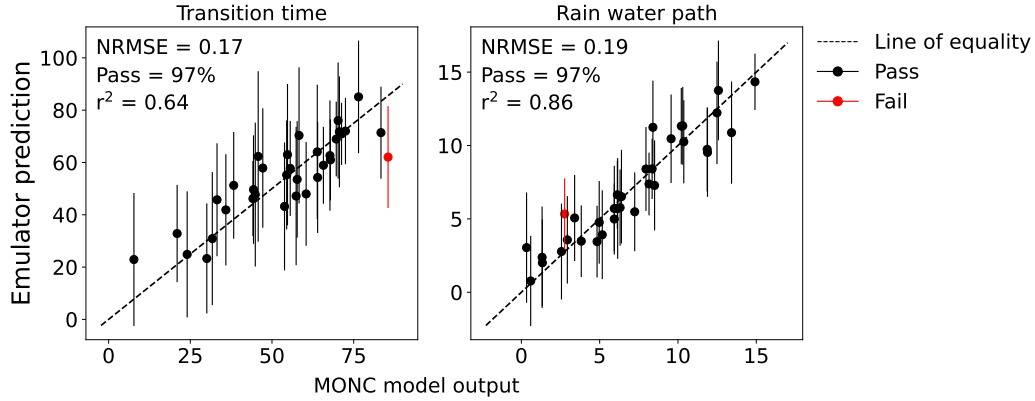 Transition time
NRMSE = 0.17
Pass = 97%
r² = 0.64
100
80
60
40
20
0
0 25 50 75
Emulator prediction
Rain water path
NRMSE = 0.19
Pass = 97%
r² = 0.86
15
10
5
0
0 5 10 15
MONC model output
Line of equality
Pass
Fail